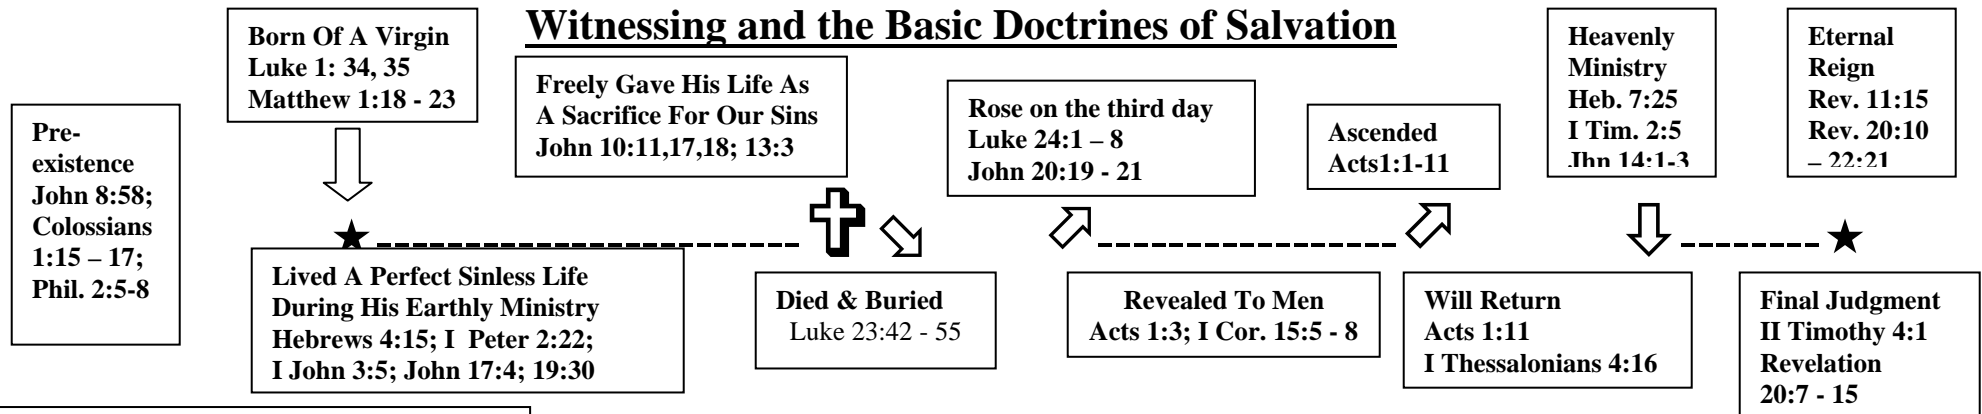 Witnessing and the Basic Doctrines of Salvation
Pre-
existence
John 8:58;
Colossians
1:15 – 17;
Phil. 2:5-8
Born Of A Virgin
Luke 1: 34, 35
Matthew 1:18 - 23
Lived A Perfect Sinless Life
During His Earthly Ministry
Hebrews 4:15; I  Peter 2:22;
I John 3:5; John 17:4; 19:30
Freely Gave His Life As
A Sacrifice For Our Sins
John 10:11,17,18; 13:3
Died & Buried
Luke 23:42 - 55
Rose on the third day
Luke 24:1 – 8
John 20:19 - 21
Revealed To Men
Acts 1:3; I Cor. 15:5 - 8
Ascended
Acts1:1-11
Heavenly
Ministry
Heb. 7:25
I Tim. 2:5
Jhn 14:1-3
Will Return
Acts 1:11
I Thessalonians 4:16
Eternal
Reign
Rev. 11:15
Rev. 20:10
– 22:21
Final Judgment
II Timothy 4:1
Revelation
20:7 - 15